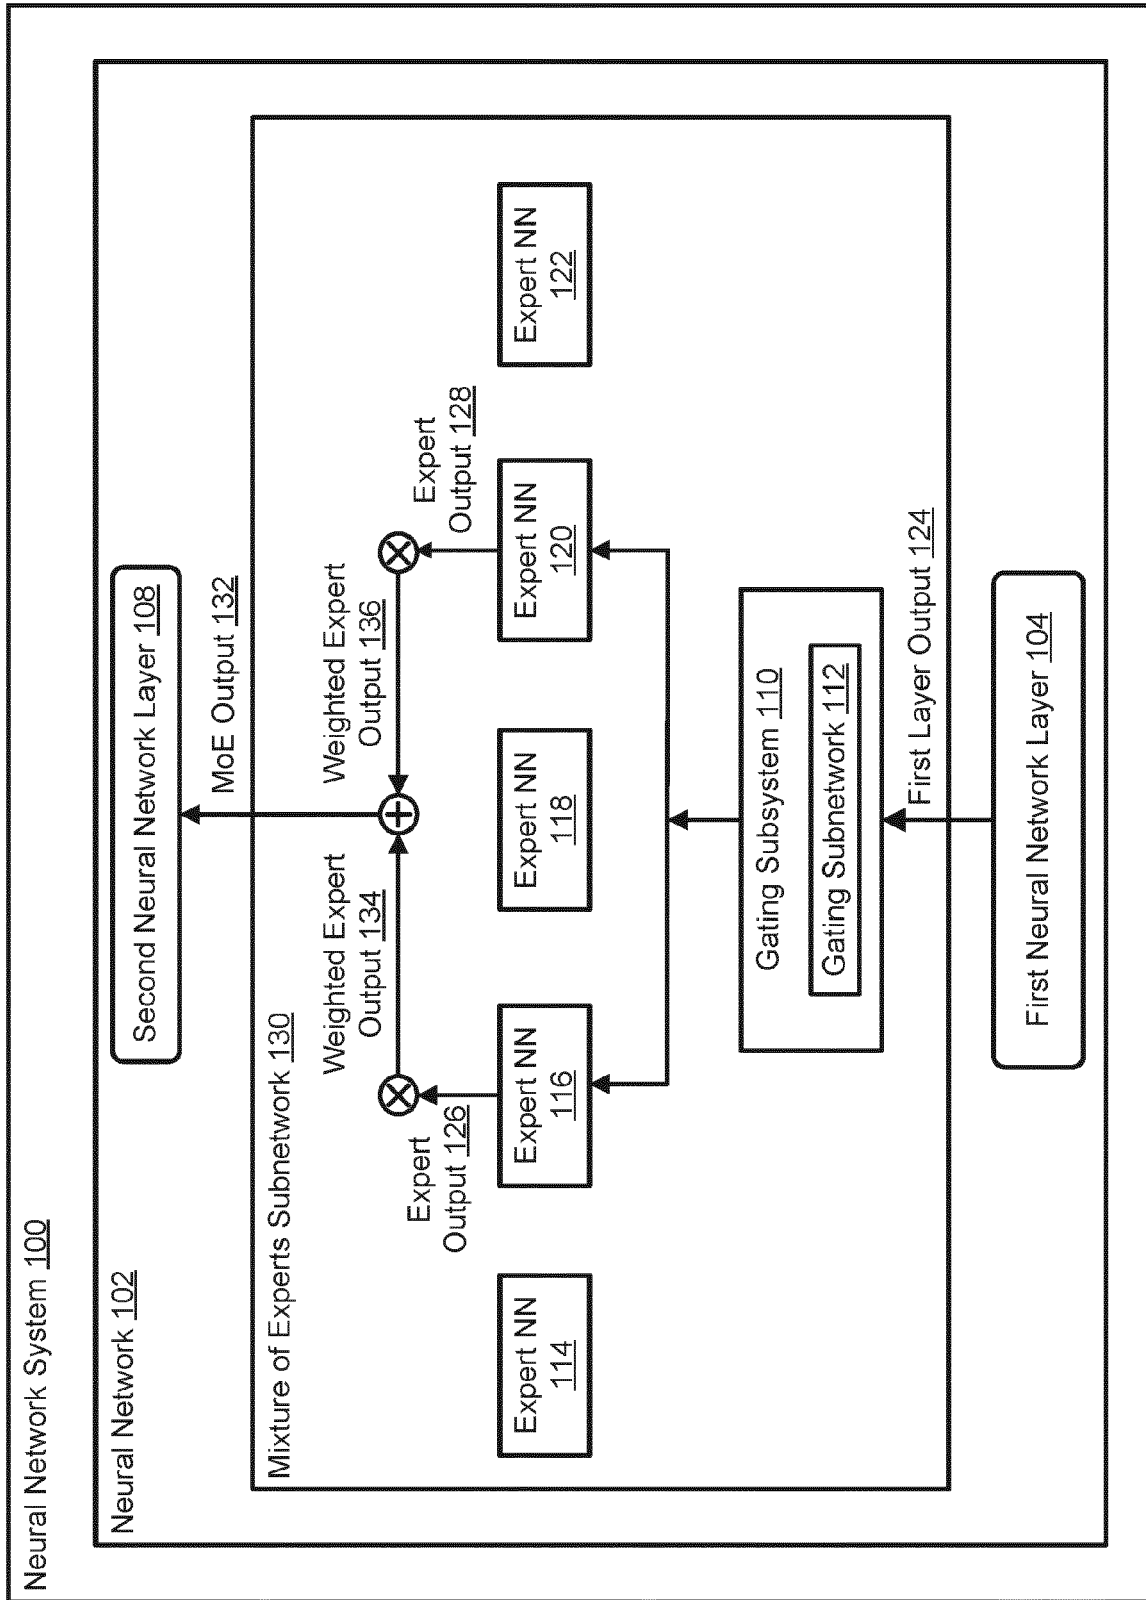 Neural Network System 100
Neural Network 102
Second Neural Network Layer 108
MoE Output 132
Mixture of Experts Subnetwork 130
Weighted Expert
Output 134
Weighted Expert
Output 136
Expert
Output 126
Expert
Output 128
Expert NN
114
Expert NN
116
Expert NN
118
Expert NN
120
Expert NN
122
Gating Subsystem 110
Gating Subnetwork 112
First Layer Output 124
First Neural Network Layer 104